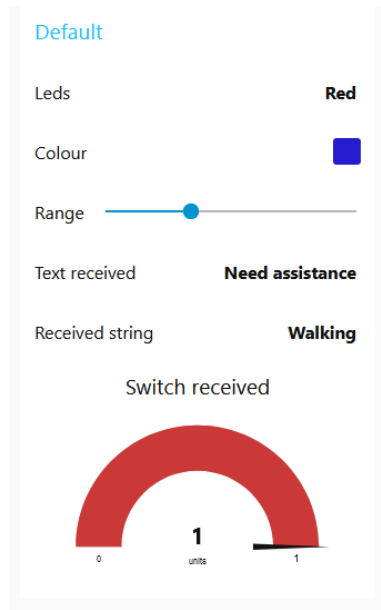 Default
Leds Red
Colour
Range
Text received Need assistance
Received string Walking
Switch received
1
0 units 1